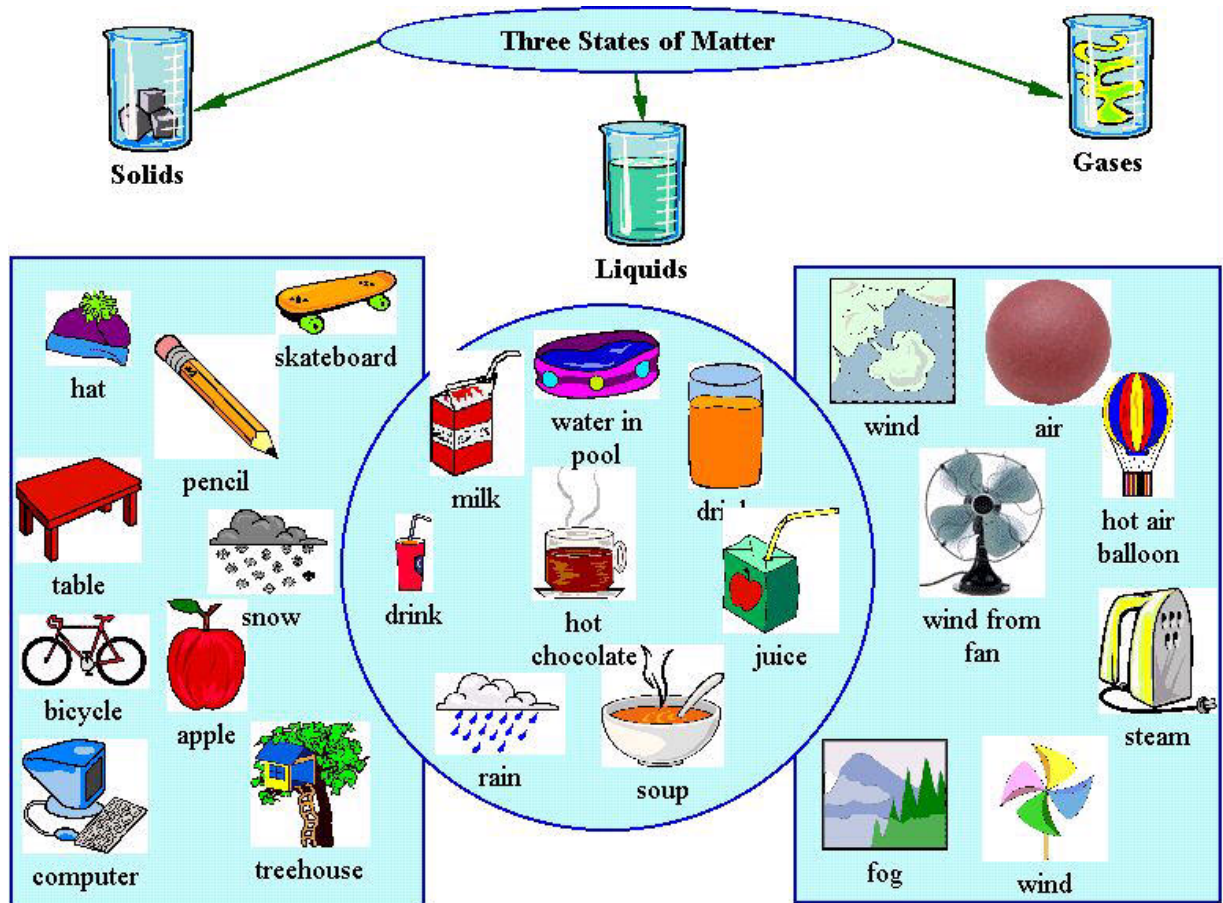 Three States of Matter
Solids
Liquids
Gases
hat
skateboard
pencil
table
snow
bicycle
apple
computer
treehouse
milk
water in
pool
drink
hot
chocolate
juice
rain
soup
wind
air
hot air
balloon
wind from
fan
steam
fog
wind